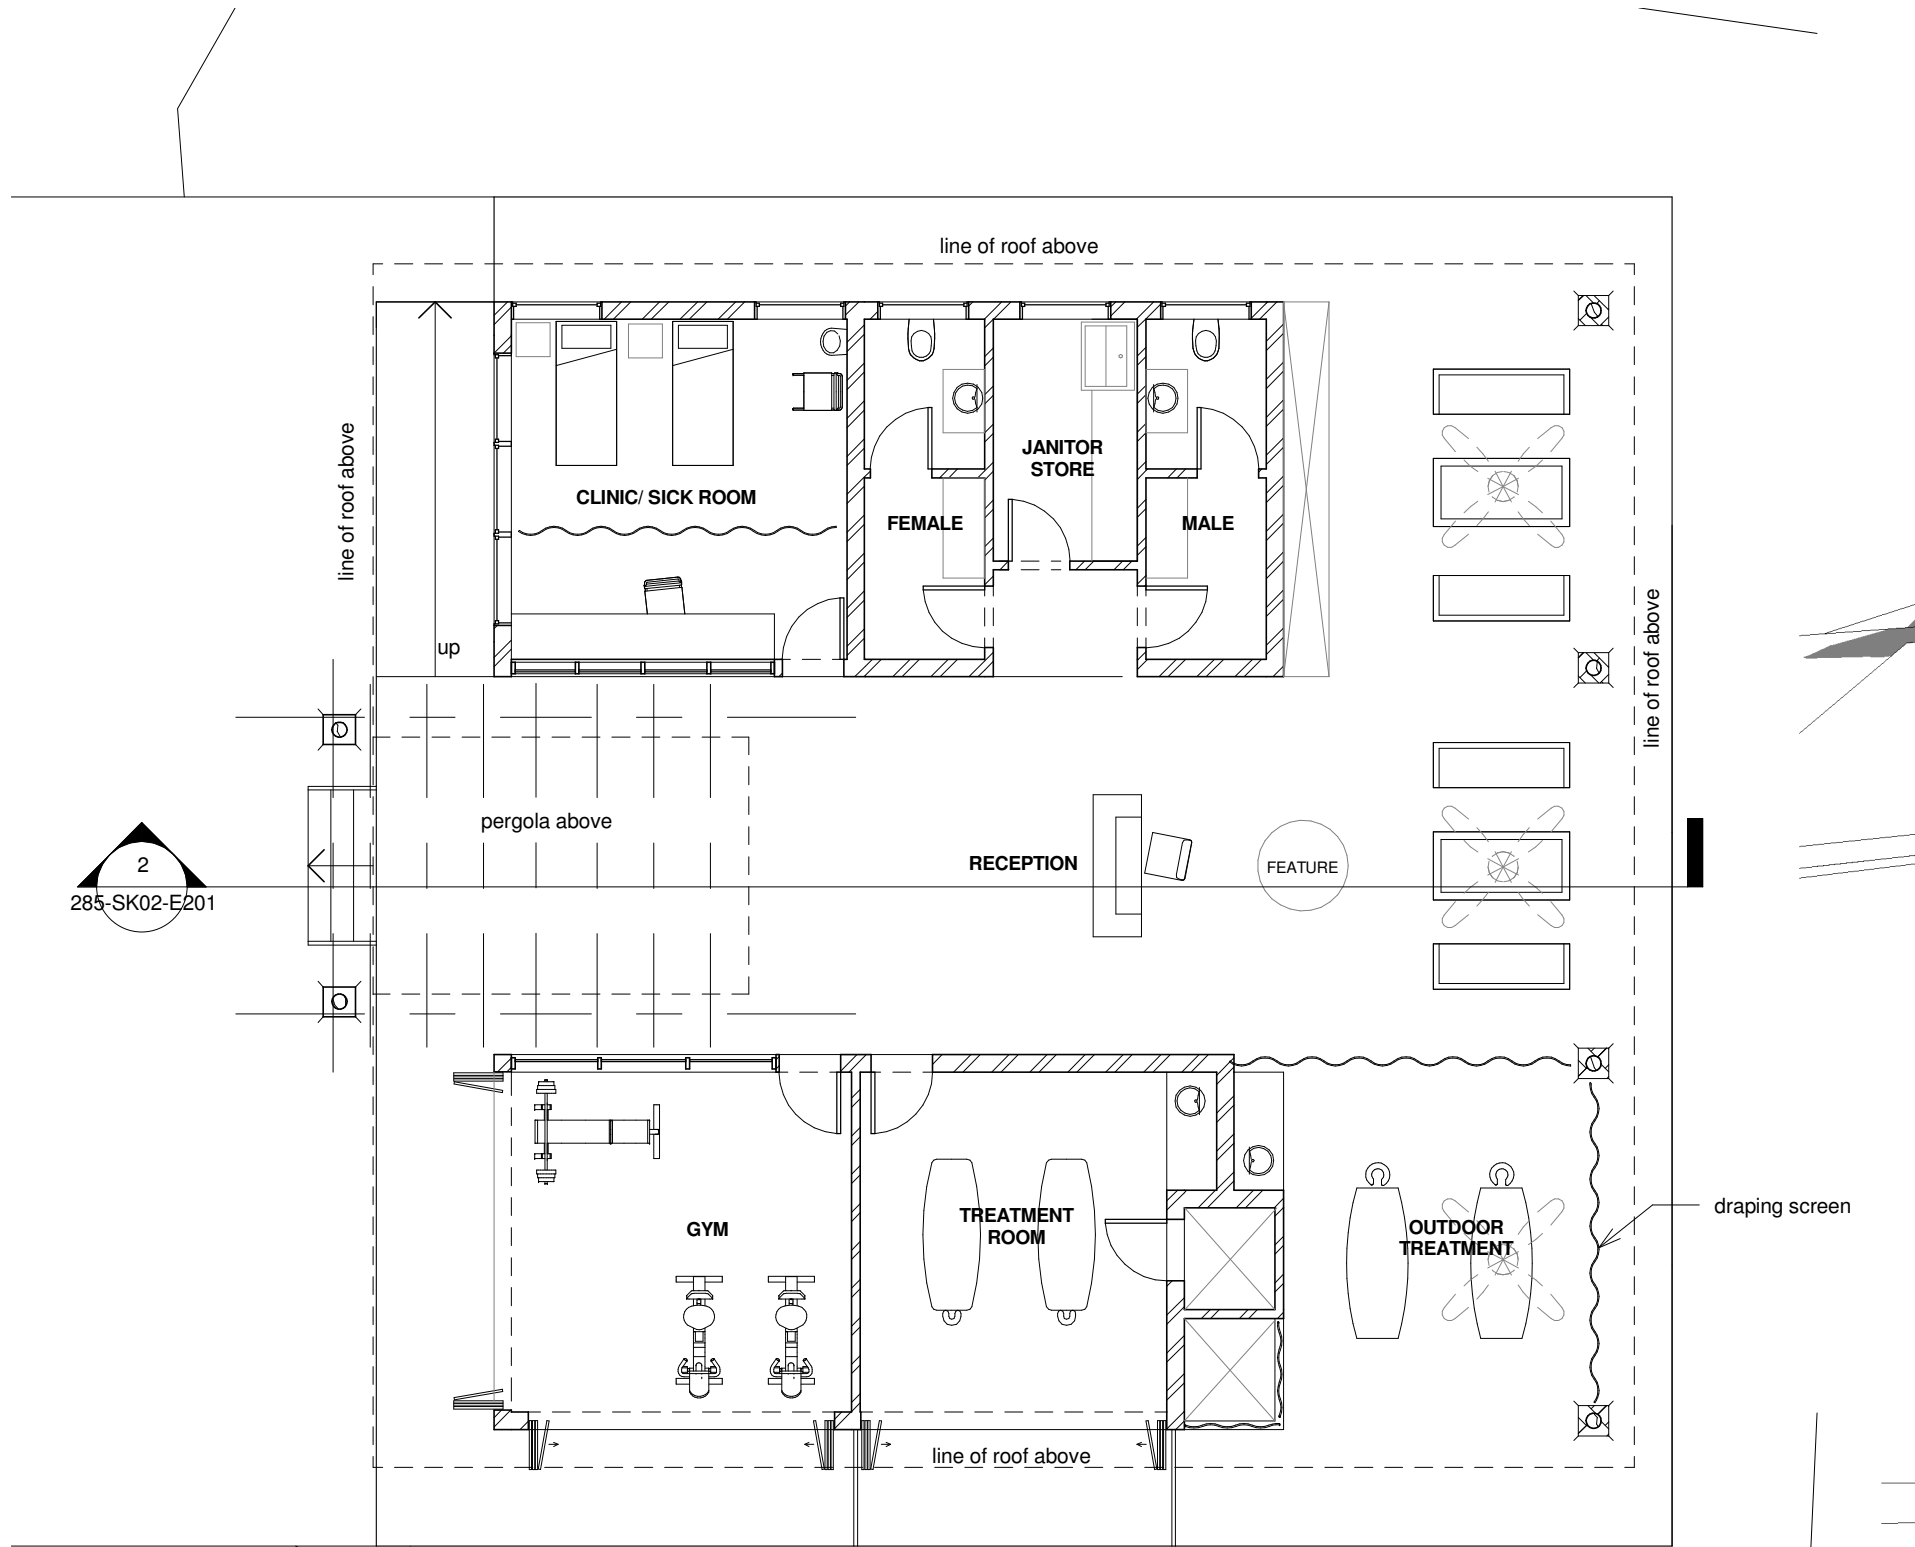 line of roof above
line of roof above
JANITOR
STORE
CLINIC/ SICK ROOM
FEMALE
MALE
up
line of roof above
pergola above
RECEPTION
FEATURE
2
285-SK02-E201
GYM
TREATMENT
ROOM
OUTDOOR
TREATMENT
draping screen
line of roof above